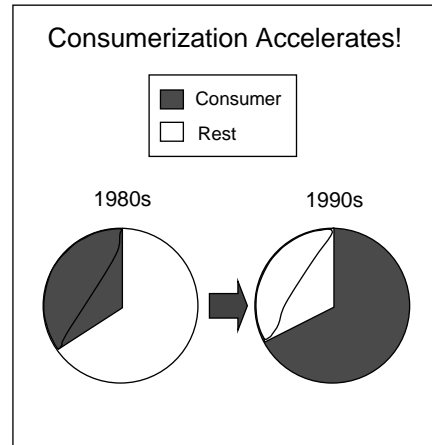 Consumerization Accelerates!
Consumer
Rest
1980s
1990s